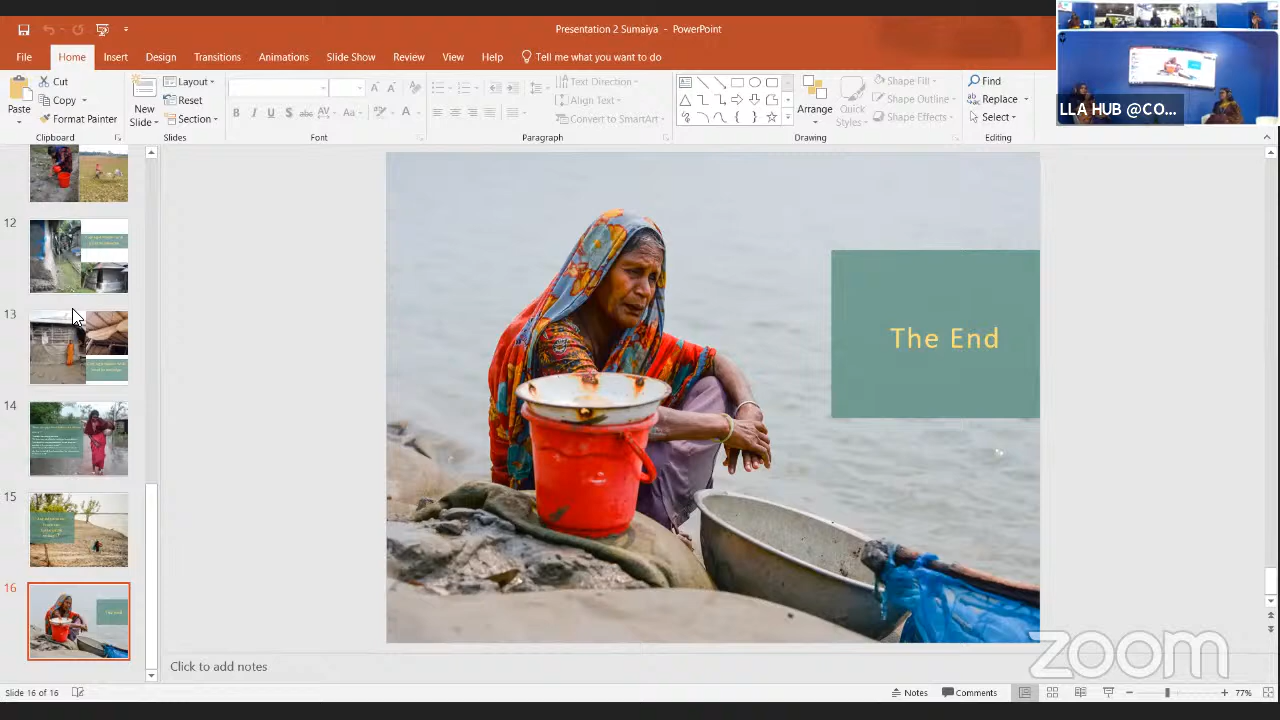 Presentation 2 Sumaiya - PowerPoint
File Home Insert Design Transitions Animations Slide Show Review View Help Tell me what you want to do
Paste
Cut
Copy
Format Painter
Clipboard
New Slide
Layout
Reset
Section
Slides
Font
Text Direction
Align Text
Convert to SmartArt
Paragraph
Arrange
Quick Styles
Shape Fill
Shape Outline
Shape Effects
Drawing
Find
Replace
Select
Editing
LLA HUB @CO...
12
13
14
15
16
The End
The End
Click to add notes
zoom
Slide 16 of 16
Notes
Comments
77%